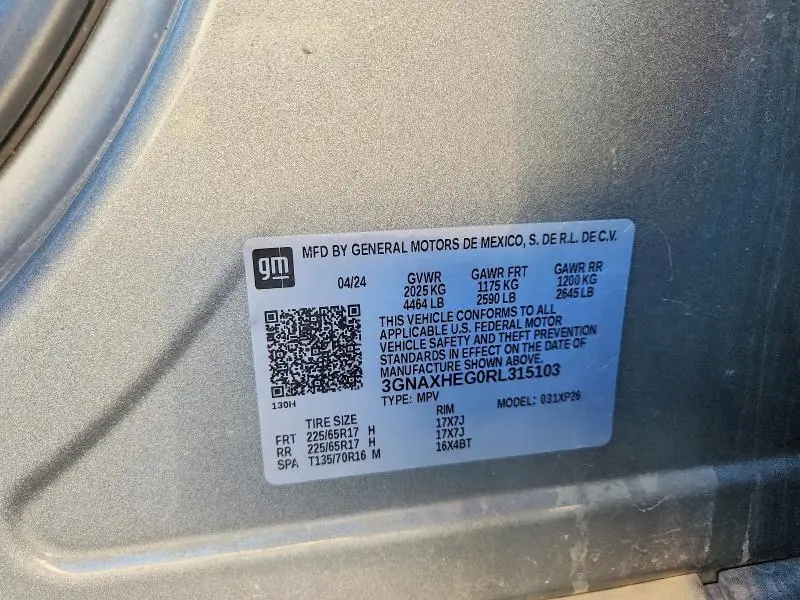 gm
MFD BY GENERAL MOTORS DE MEXICO, S. DE R.L. DE C.V.
04/24 GVWR GAWR FRT GAWR RR
2025 KG 1175 KG 1200 KG
4464 LB 2590 LB 2645 LB
THIS VEHICLE CONFORMS TO ALL
APPLICABLE U.S. FEDERAL MOTOR
VEHICLE SAFETY AND THEFT PREVENTION
STANDARDS IN EFFECT ON THE DATE OF
MANUFACTURE SHOWN ABOVE.
3GNAXHEG0RL315103
130H
TYPE: MPV MODEL: 031XP26
TIRE SIZE RIM
FRT 225/65R17 H 17X7J
RR 225/65R17 H 17X7J
SPA T135/70R16 M 16X4BT